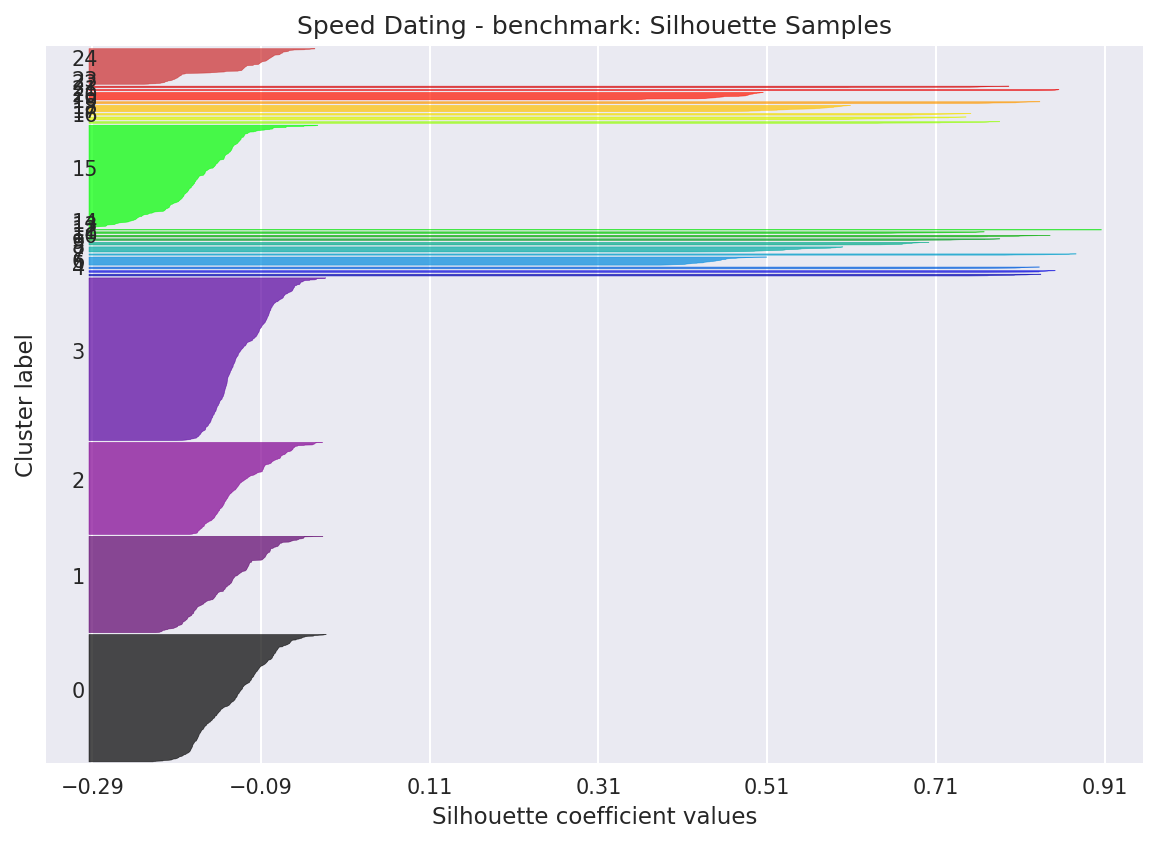 Speed Dating - benchmark: Silhouette Samples
24
16
15
14
4
3
2
1
0
Cluster label
−0.29 −0.09 0.11 0.31 0.51 0.71 0.91
Silhouette coefficient values